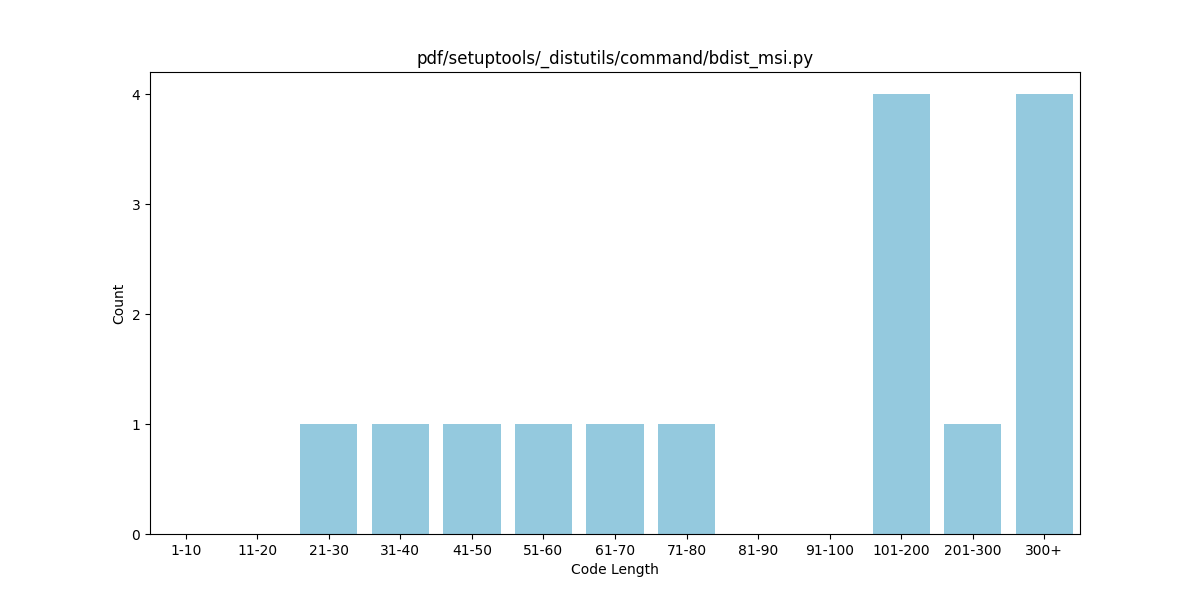 pdf/setuptools/_distutils/command/bdist_msi.py
4
3
2
1
0
Count
1-10 11-20 21-30 31-40 41-50 51-60 61-70 71-80 81-90 91-100 101-200 201-300 300+
Code Length